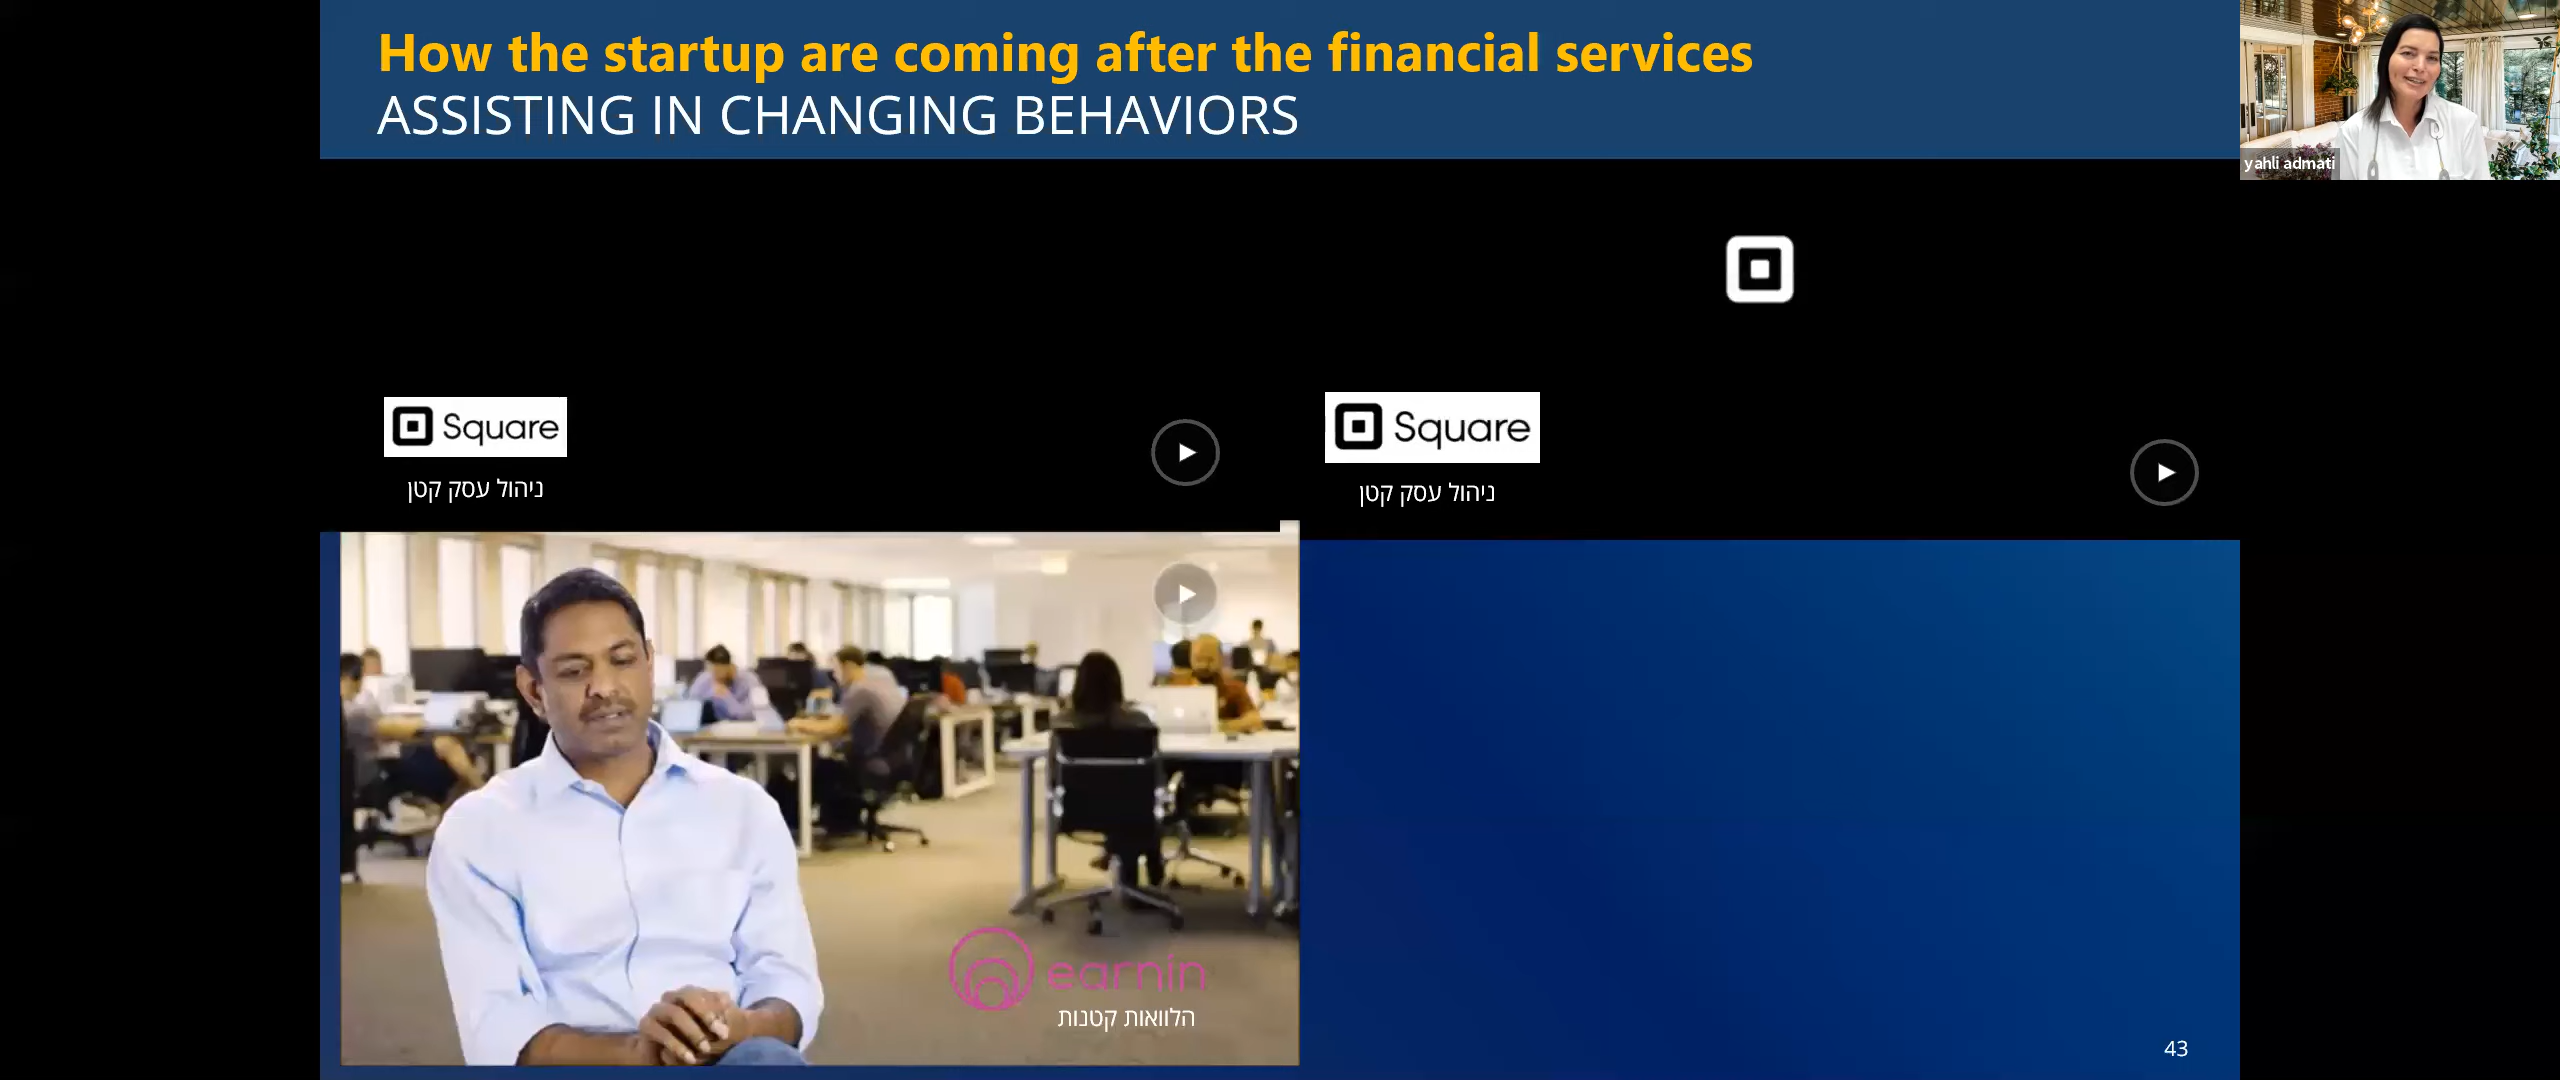 How the startup are coming after the financial services
ASSISTING IN CHANGING BEHAVIORS
yahli admati
Square
ניהול עסק קטן
Square
ניהול עסק קטן
earnin
הלוואות קטנות
43